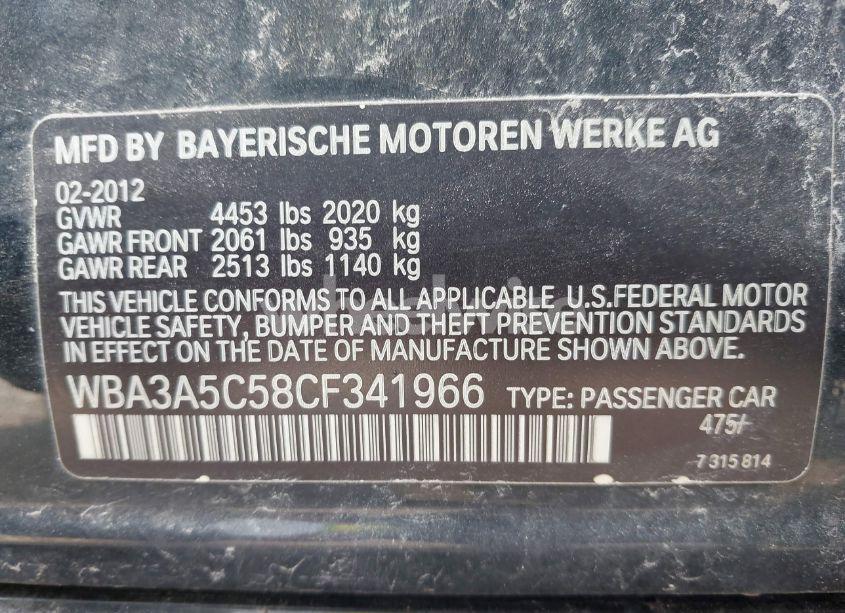 MFD BY BAYERISCHE MOTOREN WERKE AG
02-2012
GVWR 4453 lbs 2020 kg
GAWR FRONT 2061 lbs 935 kg
GAWR REAR 2513 lbs 1140 kg
THIS VEHICLE CONFORMS TO ALL APPLICABLE U.S.FEDERAL MOTOR
VEHICLE SAFETY, BUMPER AND THEFT PREVENTION STANDARDS
IN EFFECT ON THE DATE OF MANUFACTURE SHOWN ABOVE.
WBA3A5C58CF341966 TYPE: PASSENGER CAR
475/-
7 315 814